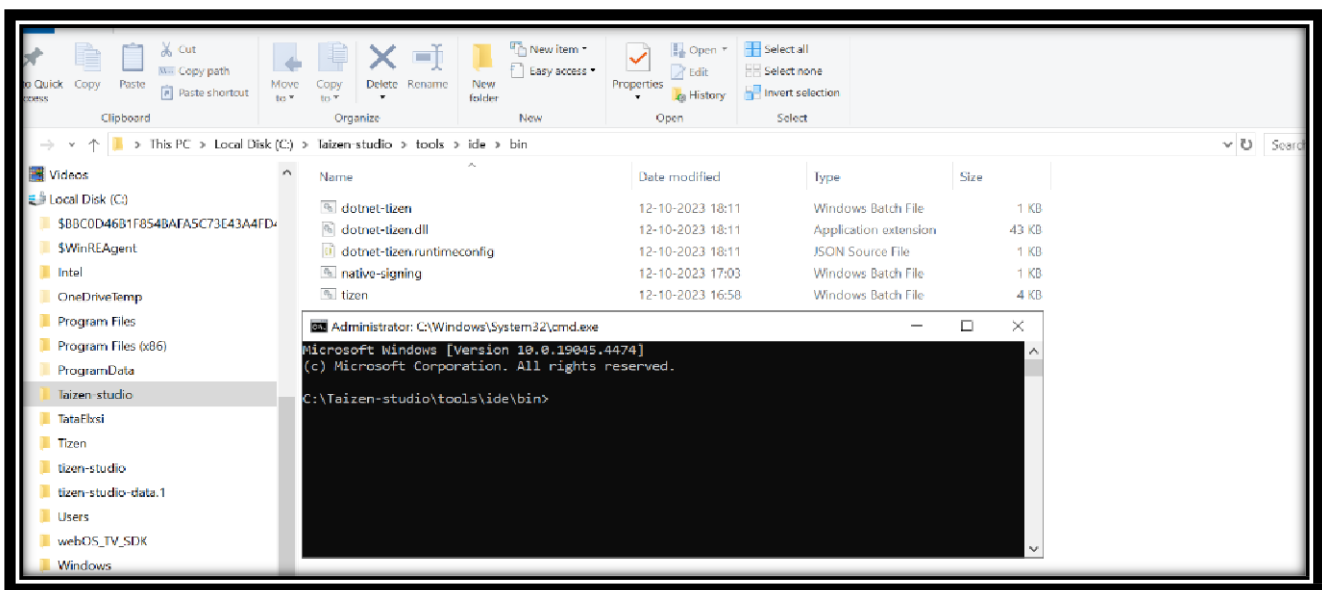 Cut
Copy path
Paste shortcut
o Quick
cess
Copy
Paste
Clipboard
Move to
Copy to
Delete
Rename
Organize
New folder
New item
Easy access
New
Properties
Open
Edit
History
Open
Select all
Select none
Invert selection
Select
> This PC > Local Disk (C:) > Taizen-studio > tools > ide > bin
Search
Videos
Local Disk (C:)
$WinREAgent
Intel
OneDriveTemp
Program Files
Program Files (x86)
ProgramData
Taizen-studio
TataElxsi
Tizen
tizen-studio
tizen-studio-data.1
Users
webOS_TV_SDK
Windows
Name Date modified Type Size
dotnet-tizen 12-10-2023 18:11 Windows Batch File 1 KB
dotnet-tizen.dll 12-10-2023 18:11 Application extension 43 KB
dotnet-tizen.runtimeconfig 12-10-2023 18:11 JSON Source File 1 KB
native-signing 12-10-2023 17:03 Windows Batch File 1 KB
tizen 12-10-2023 16:58 Windows Batch File 4 KB
Administrator: C:\Windows\System32\cmd.exe
Microsoft Windows [Version 10.0.19045.4474]
(c) Microsoft Corporation. All rights reserved.
C:\Taizen-studio\tools\ide\bin>